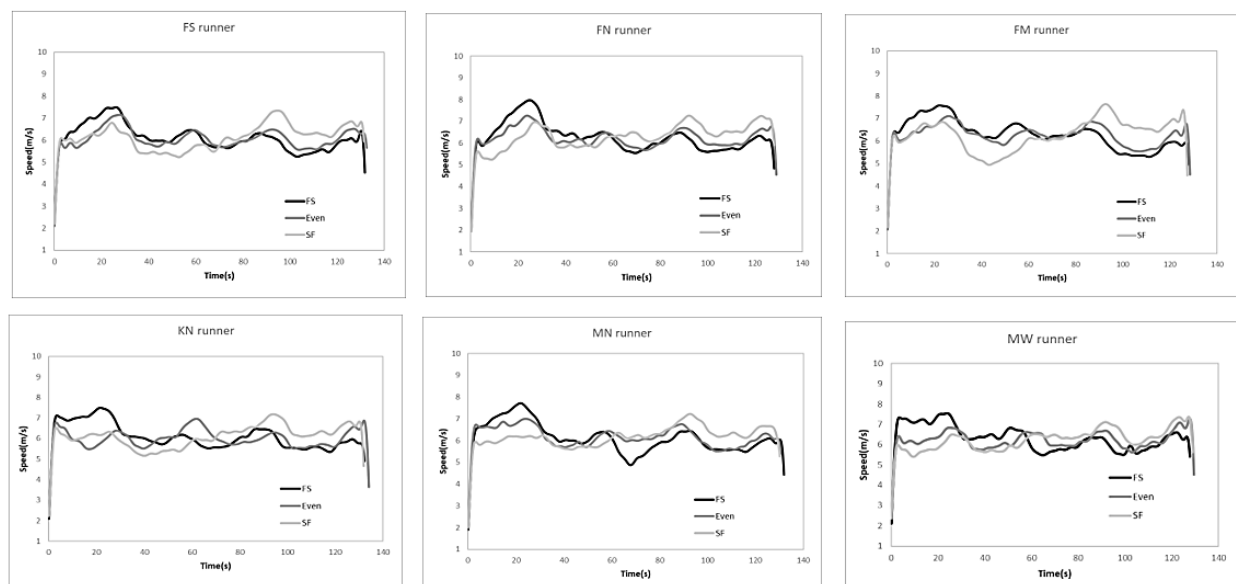 FS runner
10
9
8
7
6
5
4
3
2
1
Speed(m/s)
0 20 40 60 80 100 120 140
Time(s)
FS
Even
SF
FN runner
10
9
8
7
6
5
4
3
2
1
Speed(m/s)
0 20 40 60 80 100 120 140
Time(s)
FS
Even
SF
FM runner
10
9
8
7
6
5
4
3
2
1
Speed(m/s)
0 20 40 60 80 100 120 140
Time(s)
FS
Even
SF
KN runner
10
9
8
7
6
5
4
3
2
1
Speed(m/s)
0 20 40 60 80 100 120 140
Time(s)
FS
Even
SF
MN runner
10
9
8
7
6
5
4
3
2
1
Speed(m/s)
0 20 40 60 80 100 120 140
Time(s)
FS
Even
SF
MW runner
10
9
8
7
6
5
4
3
2
1
Speed(m/s)
0 20 40 60 80 100 120 140
Time(s)
FS
Even
SF